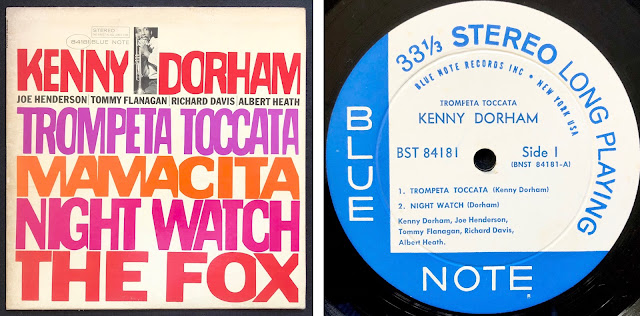 84181 BLUE NOTE
KENNY DORHAM
JOE HENDERSON/TOMMY FLANAGAN/RICHARD DAVIS/ALBERT HEATH
TROMPETA TOCCATA
MAMACITA
NIGHT WATCH
THE FOX
33⅓ STEREO LONG PLAYING
BLUE NOTE RECORDS INC • NEW YORK USA
TROMPETA TOCCATA
KENNY DORHAM
BST 84181
Side 1
(BNST 84181-A)
1. TROMPETA TOCCATA (Kenny Dorham)
2. NIGHT WATCH (Dorham)
Kenny Dorham, Joe Henderson,
Tommy Flanagan, Richard Davis,
Albert Heath.
BLUE
NOTE